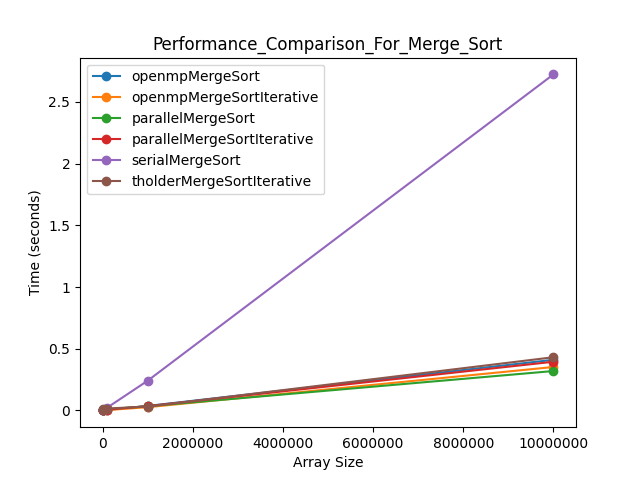 Performance_Comparison_For_Merge_Sort
openmpMergeSort
openmpMergeSortIterative
parallelMergeSort
parallelMergeSortIterative
serialMergeSort
tholderMergeSortIterative
2.5
2
1.5
1
0.5
0
Time (seconds)
0 2000000 4000000 6000000 8000000 10000000
Array Size